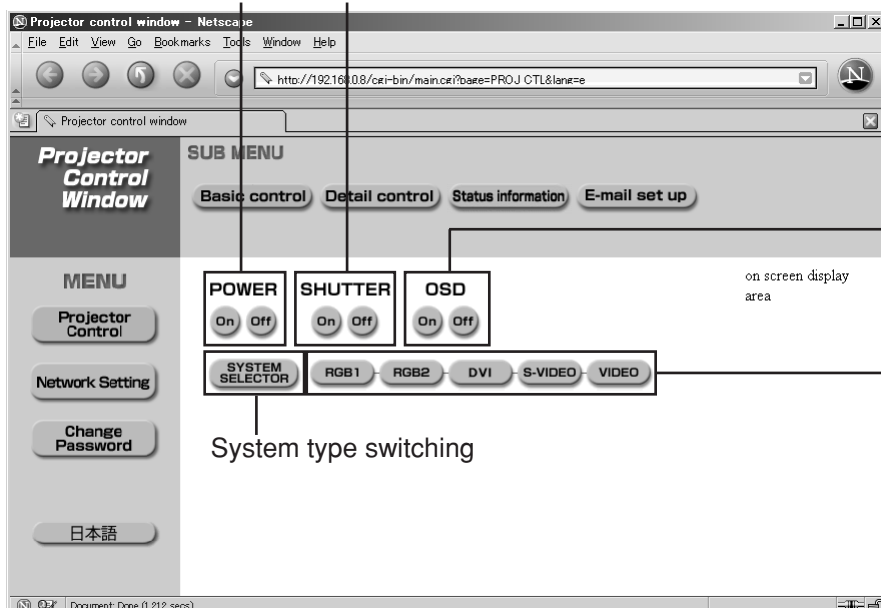 Projector control window - Netscape
File Edit View Go Bookmarks Tools Window Help
http://192.168.0.8/cgi-bin/main.cgi?page=PROJ_CTL&lang=e
Projector control window
Projector
Control
Window
SUB MENU
Basic control Detail control Status information E-mail set up
MENU
Projector
Control
Network Setting
Change
Password
日本語
POWER SHUTTER OSD
On Off On Off On Off
on screen display
area
SYSTEM
SELECTOR
RGB1 RGB2 DVI S-VIDEO VIDEO
System type switching
Document: Done (1.212 secs)